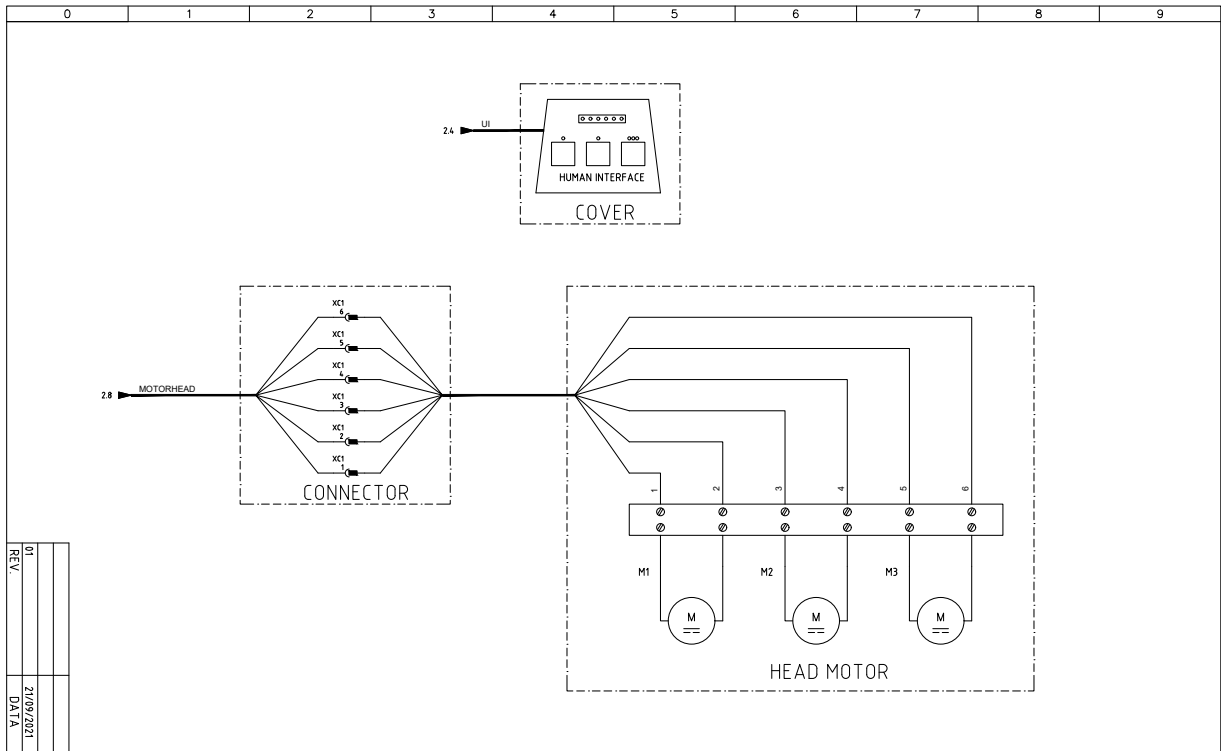 0 1 2 3 4 5 6 7 8 9
2.4 UI
HUMAN INTERFACE
COVER
2.8 MOTORHEAD
XC1
6
XC1
5
XC1
4
XC1
3
XC1
2
XC1
1
CONNECTOR
1 2 3 4 5 6
M1 M2 M3
M M M
HEAD MOTOR
01 21/09/2021
REV. DATA